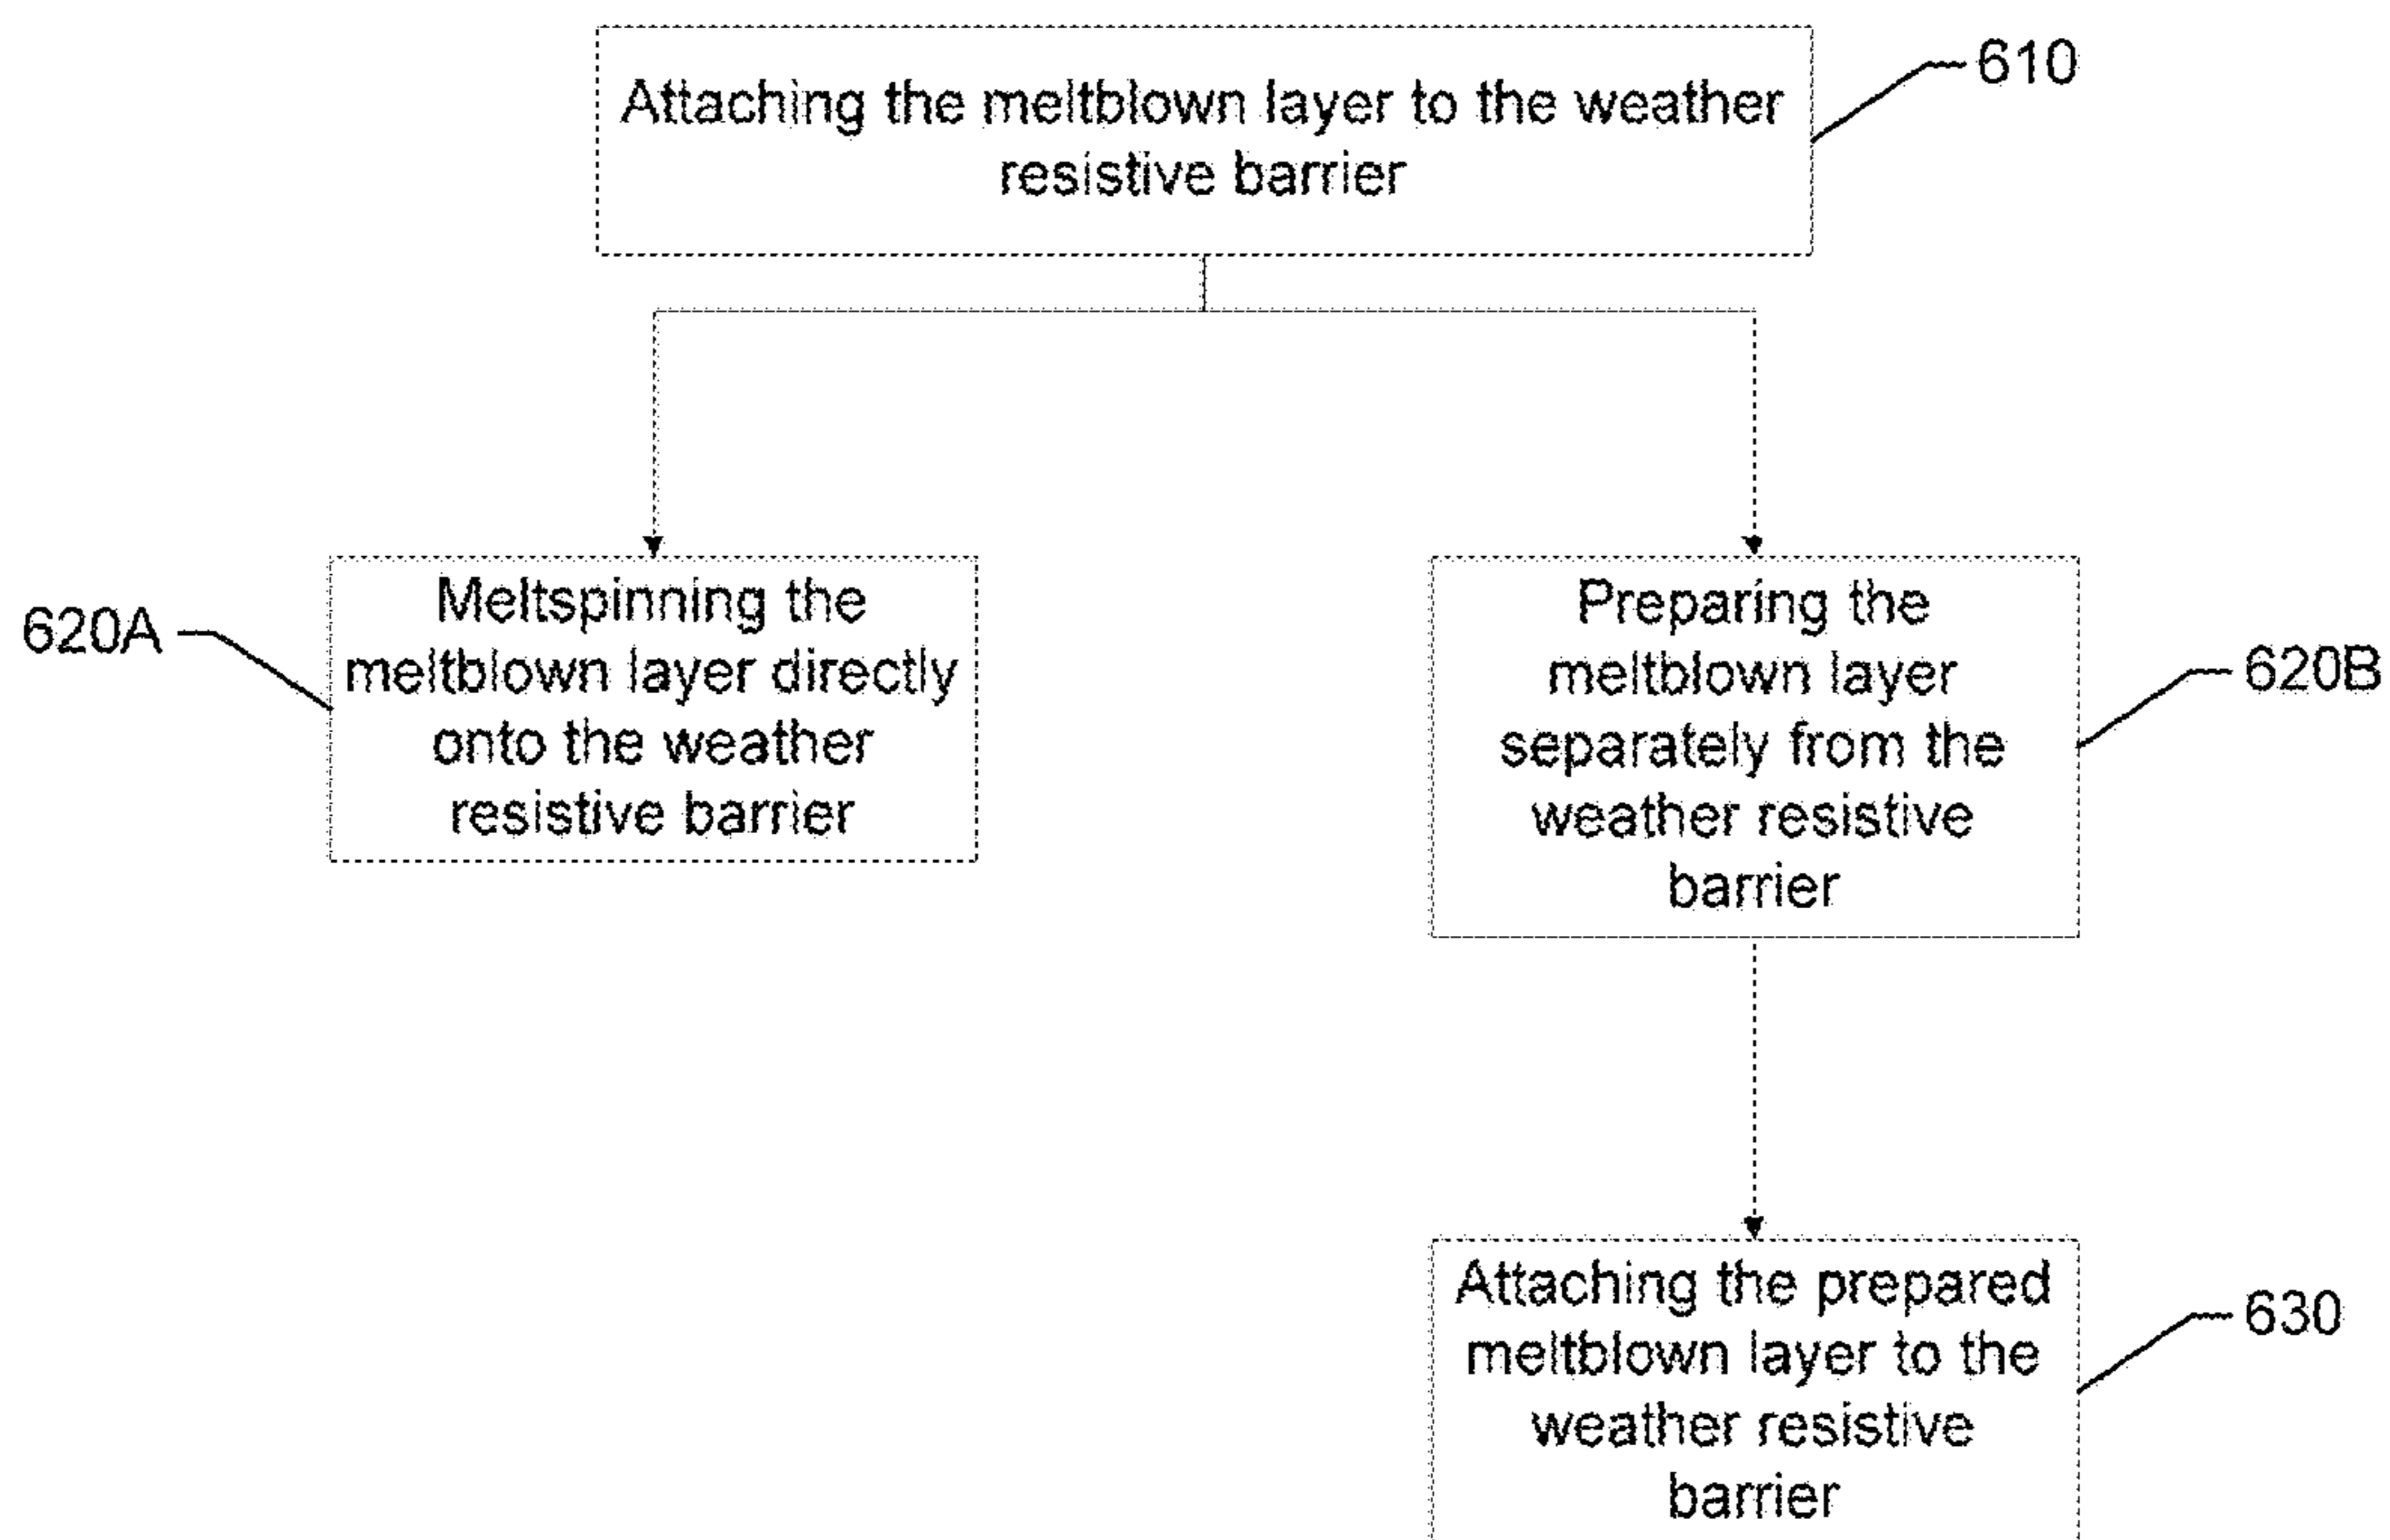 Attaching the meltblown layer to the weather
resistive barrier
610
620A
Meltspinning the
meltblown layer directly
onto the weather
resistive barrier
Preparing the
meltblown layer
separately from the
weather resistive
barrier
620B
Attaching the prepared
meltblown layer to the
weather resistive
barrier
630